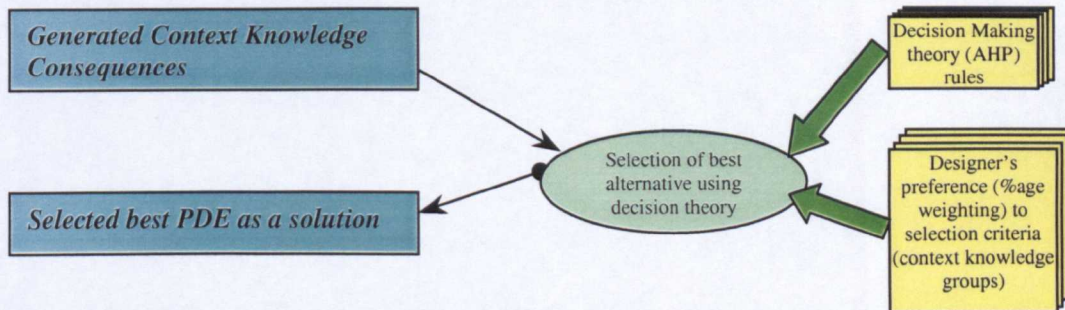 Generated Context Knowledge
Consequences
Selected best PDE as a solution
Selection of best
alternative using
decision theory
Decision Making
theory (AHP)
rules
Designer's
preference (%age
weighting) to
selection criteria
(context knowledge
groups)